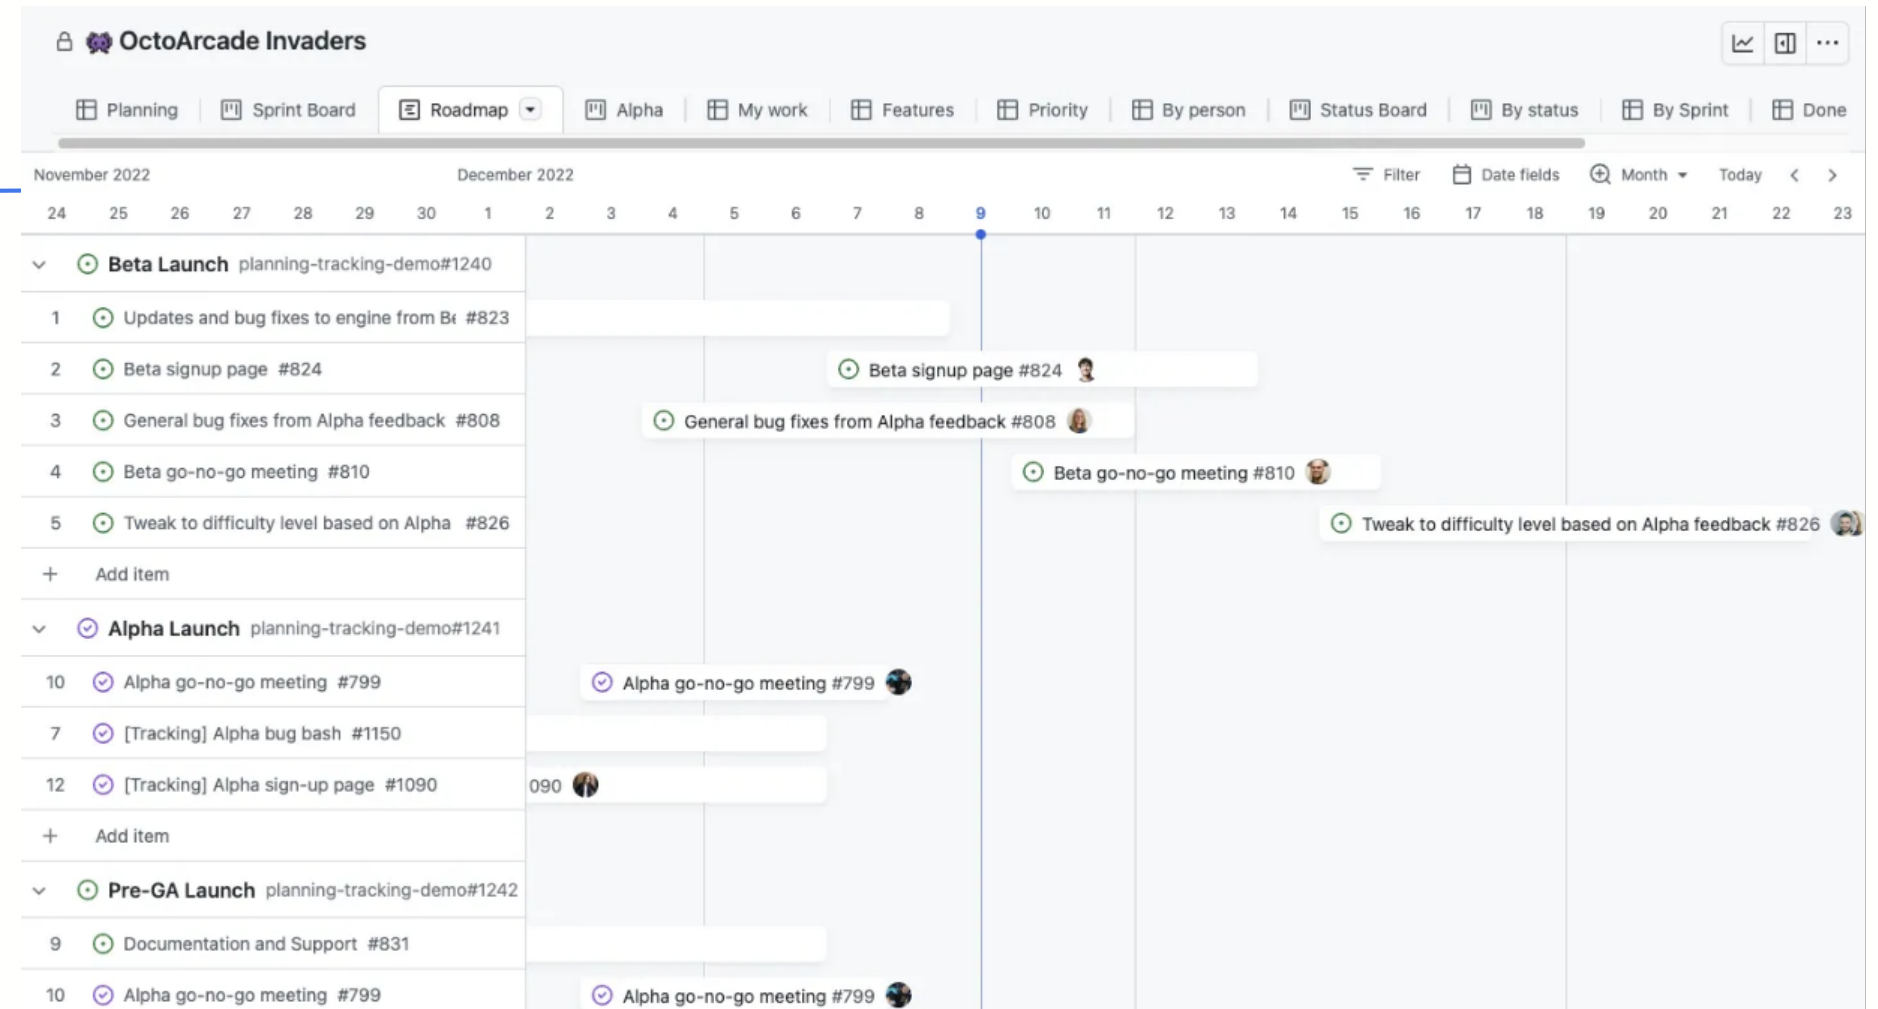 OctoArcade Invaders
Planning Sprint Board Roadmap Alpha My work Features Priority By person Status Board By status By Sprint Done
November 2022 December 2022 Filter Date fields Month Today
24 25 26 27 28 29 30 1 2 3 4 5 6 7 8 9 10 11 12 13 14 15 16 17 18 19 20 21 22 23
Beta Launch planning-tracking-demo#1240
1 Updates and bug fixes to engine from Be #823
2 Beta signup page #824 Beta signup page #824
3 General bug fixes from Alpha feedback #808 General bug fixes from Alpha feedback #808
4 Beta go-no-go meeting #810 Beta go-no-go meeting #810
5 Tweak to difficulty level based on Alpha #826 Tweak to difficulty level based on Alpha feedback #826
+ Add item
Alpha Launch planning-tracking-demo#1241
10 Alpha go-no-go meeting #799 Alpha go-no-go meeting #799
7 [Tracking] Alpha bug bash #1150
12 [Tracking] Alpha sign-up page #1090 090
+ Add item
Pre-GA Launch planning-tracking-demo#1242
9 Documentation and Support #831
10 Alpha go-no-go meeting #799 Alpha go-no-go meeting #799